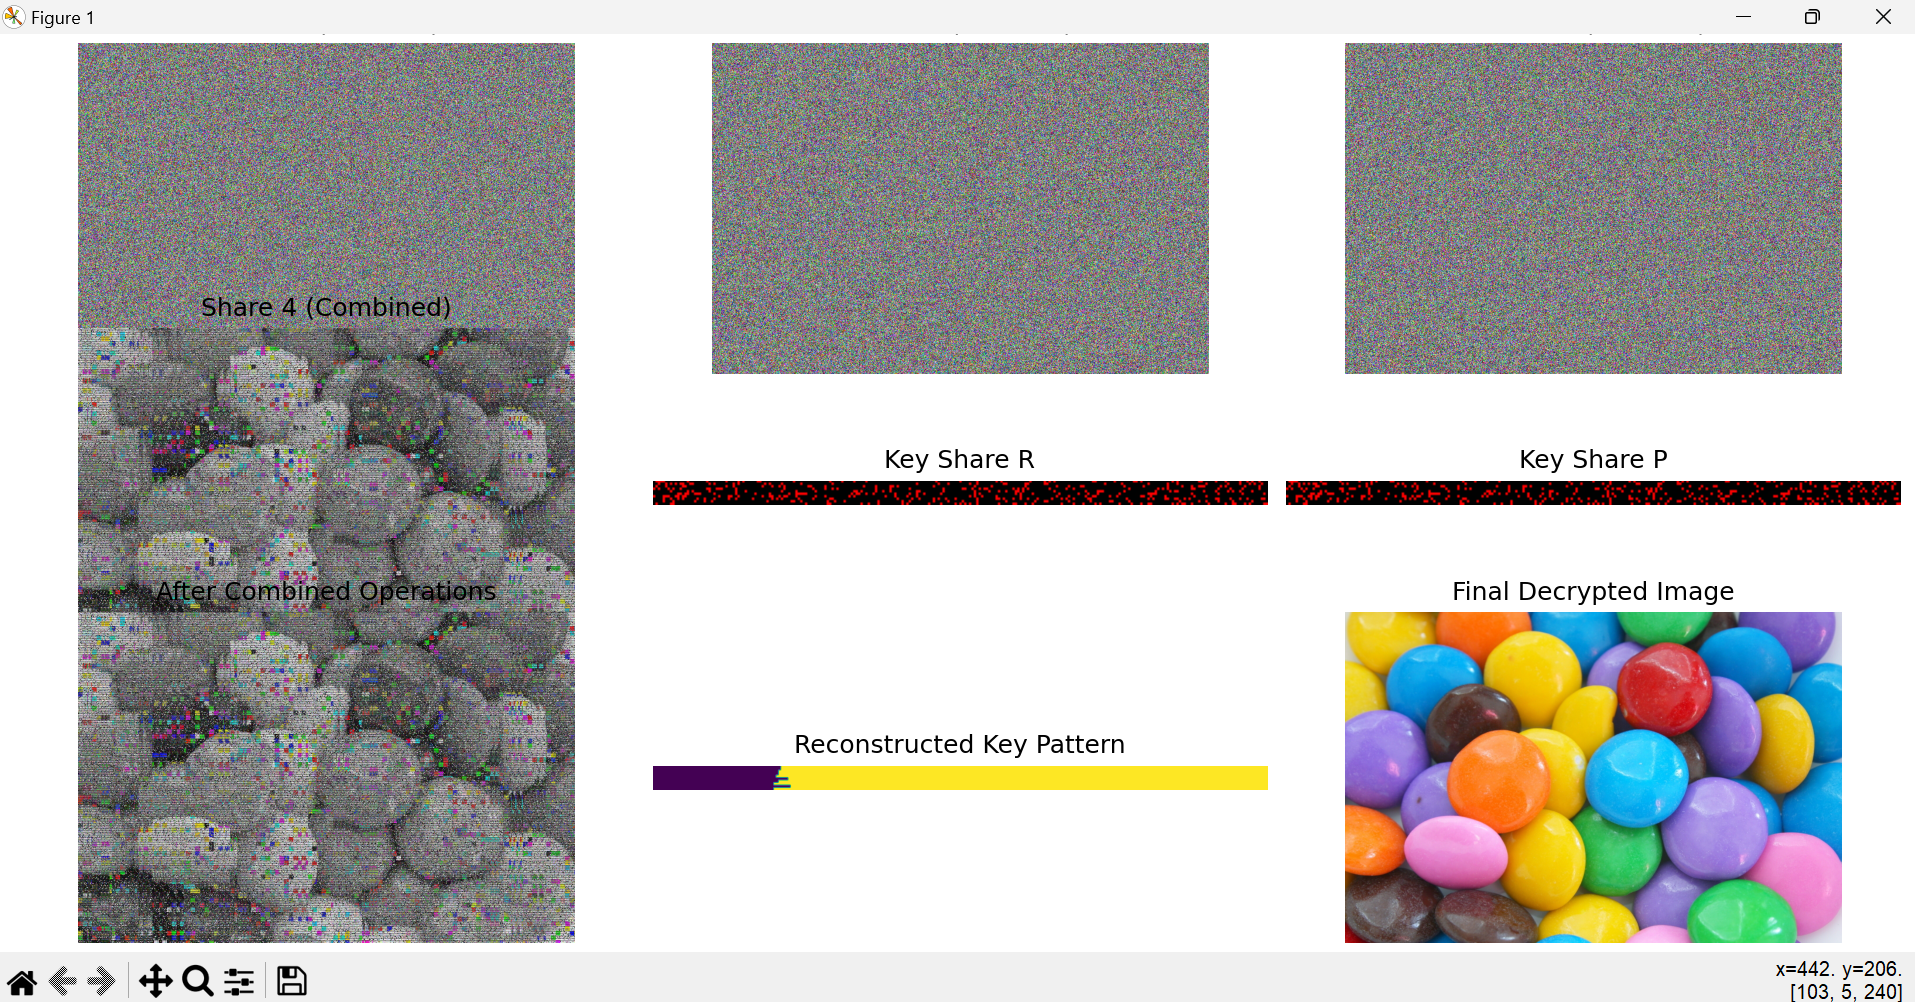 Figure 1
Share 4 (Combined)
Key Share R
Key Share P
After Combined Operations
Final Decrypted Image
Reconstructed Key Pattern
x=442. y=206.
[103, 5, 240]